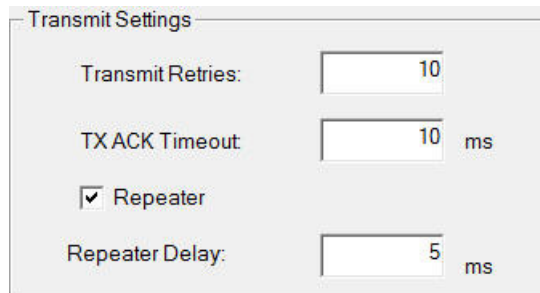 Transmit Settings
Transmit Retries: 10
TX ACK Timeout: 10 ms
Repeater
Repeater Delay: 5 ms